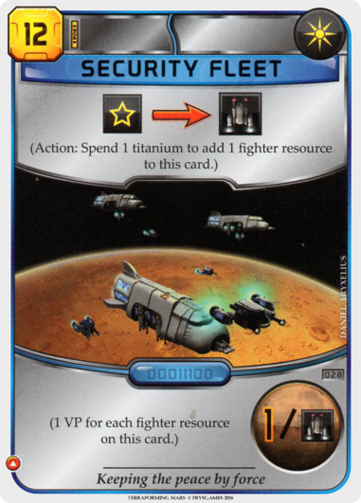 12
SECURITY FLEET
(Action: Spend 1 titanium to add 1 fighter resource
to this card.)
DANIEL FRYXELIUS
00011100
028
(1 VP for each fighter resource
on this card.)
1/
Keeping the peace by force
TERRAFORMING MARS © FRYXGAMES 2016